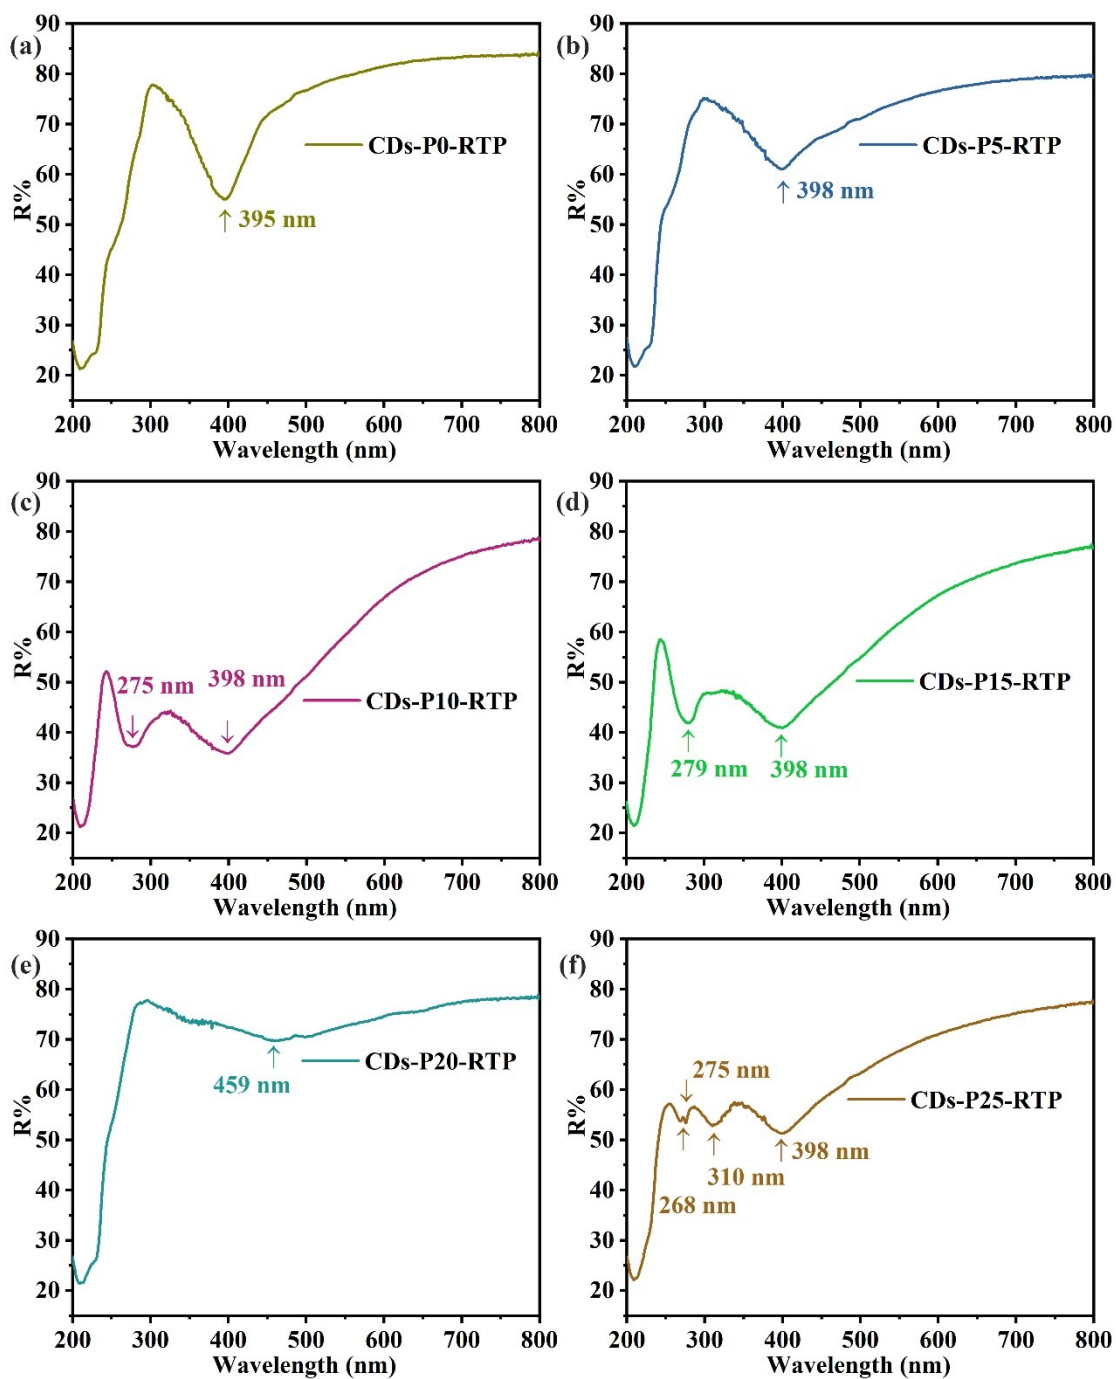 (a)
90
80
70
60
50
40
30
20
R%
CDs-P0-RTP
↑ 395 nm
200 300 400 500 600 700 800
Wavelength (nm)
(b)
90
80
70
60
50
40
30
20
R%
CDs-P5-RTP
↑ 398 nm
200 300 400 500 600 700 800
Wavelength (nm)
(c)
90
80
70
60
50
40
30
20
R%
275 nm 398 nm
CDs-P10-RTP
200 300 400 500 600 700 800
Wavelength (nm)
(d)
90
80
70
60
50
40
30
20
R%
CDs-P15-RTP
279 nm 398 nm
200 300 400 500 600 700 800
Wavelength (nm)
(e)
90
80
70
60
50
40
30
20
R%
CDs-P20-RTP
459 nm
200 300 400 500 600 700 800
Wavelength (nm)
(f)
90
80
70
60
50
40
30
20
R%
275 nm
CDs-P25-RTP
398 nm
310 nm
268 nm
200 300 400 500 600 700 800
Wavelength (nm)